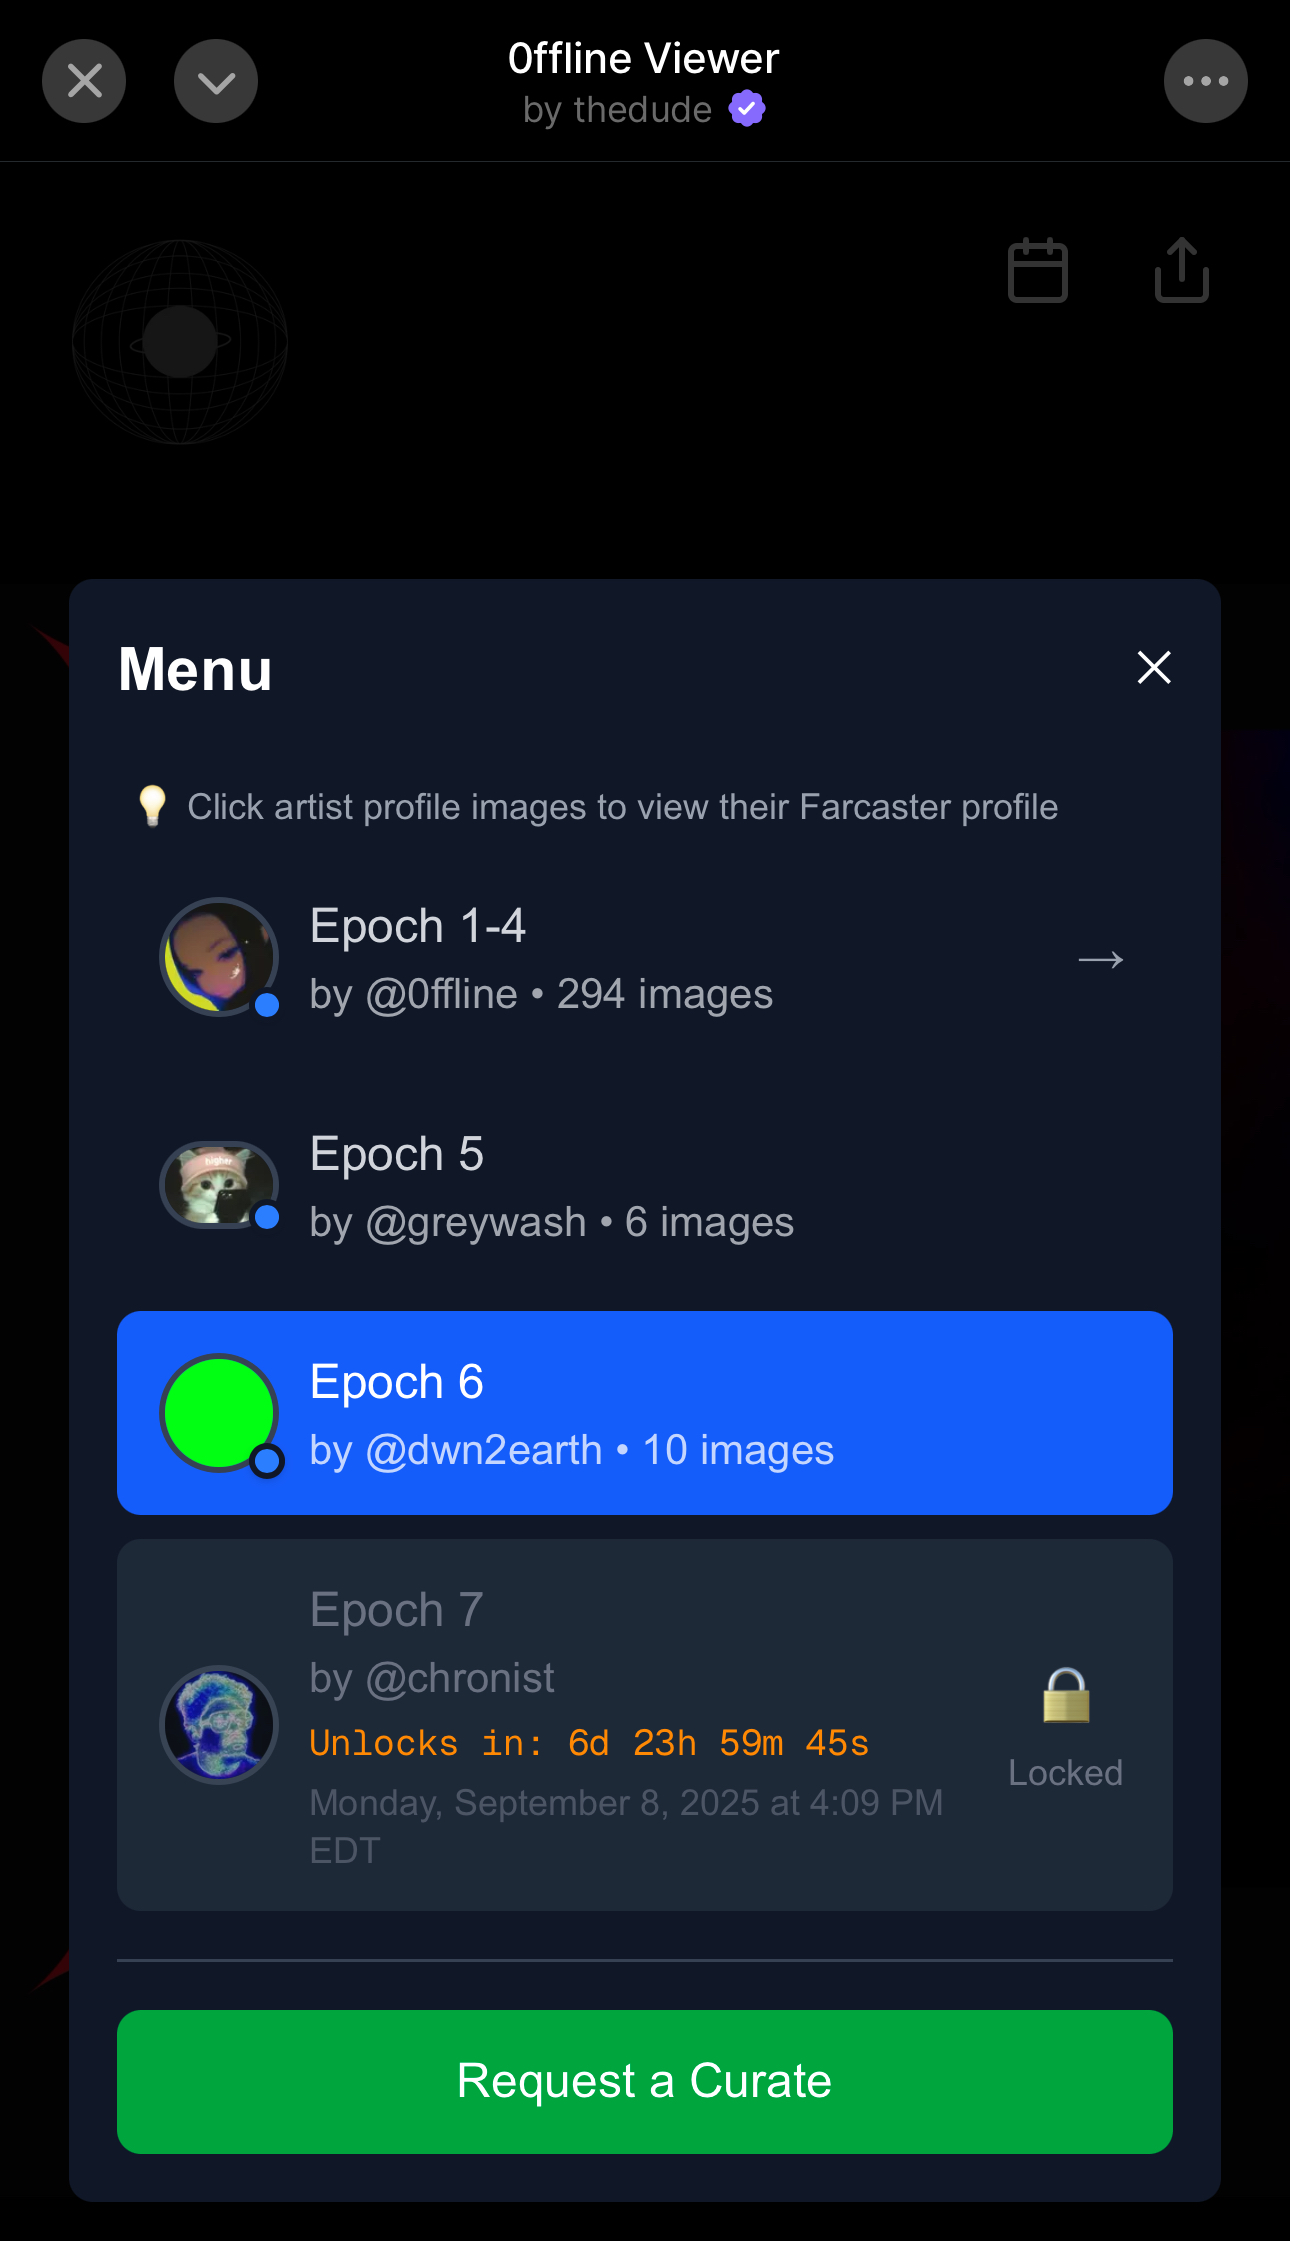 0ffline Viewer
by thedude
Menu
💡 Click artist profile images to view their Farcaster profile
Epoch 1-4
by @0ffline • 294 images
→
higher
Epoch 5
by @greywash • 6 images
Epoch 6
by @dwn2earth • 10 images
Epoch 7
by @chronist
Unlocks in: 6d 23h 59m 45s
Monday, September 8, 2025 at 4:09 PM
EDT
🔒
Locked
Request a Curate